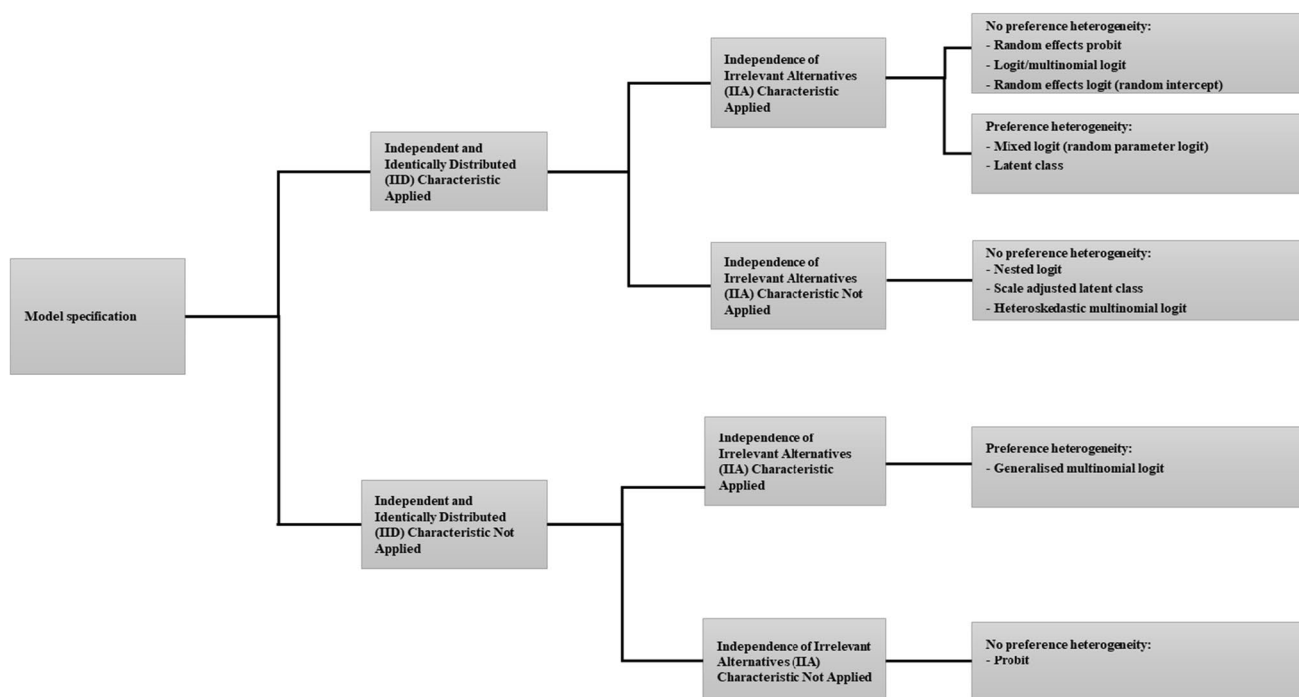 Model specification
Independent and
Identically Distributed
(IID) Characteristic
Applied
Independence of
Irrelevant Alternatives
(IIA) Characteristic
Applied
No preference heterogeneity:
- Random effects probit
- Logit/multinomial logit
- Random effects logit (random intercept)
Preference heterogeneity:
- Mixed logit (random parameter logit)
- Latent class
Independence of
Irrelevant Alternatives
(IIA) Characteristic Not
Applied
No preference heterogeneity:
- Nested logit
- Scale adjusted latent class
- Heteroskedastic multinomial logit
Independent and
Identically Distributed
(IID) Characteristic Not
Applied
Independence of
Irrelevant Alternatives
(IIA) Characteristic
Applied
Preference heterogeneity:
- Generalised multinomial logit
Independence of Irrelevant
Alternatives (IIA)
Characteristic Not Applied
No preference heterogeneity:
- Probit